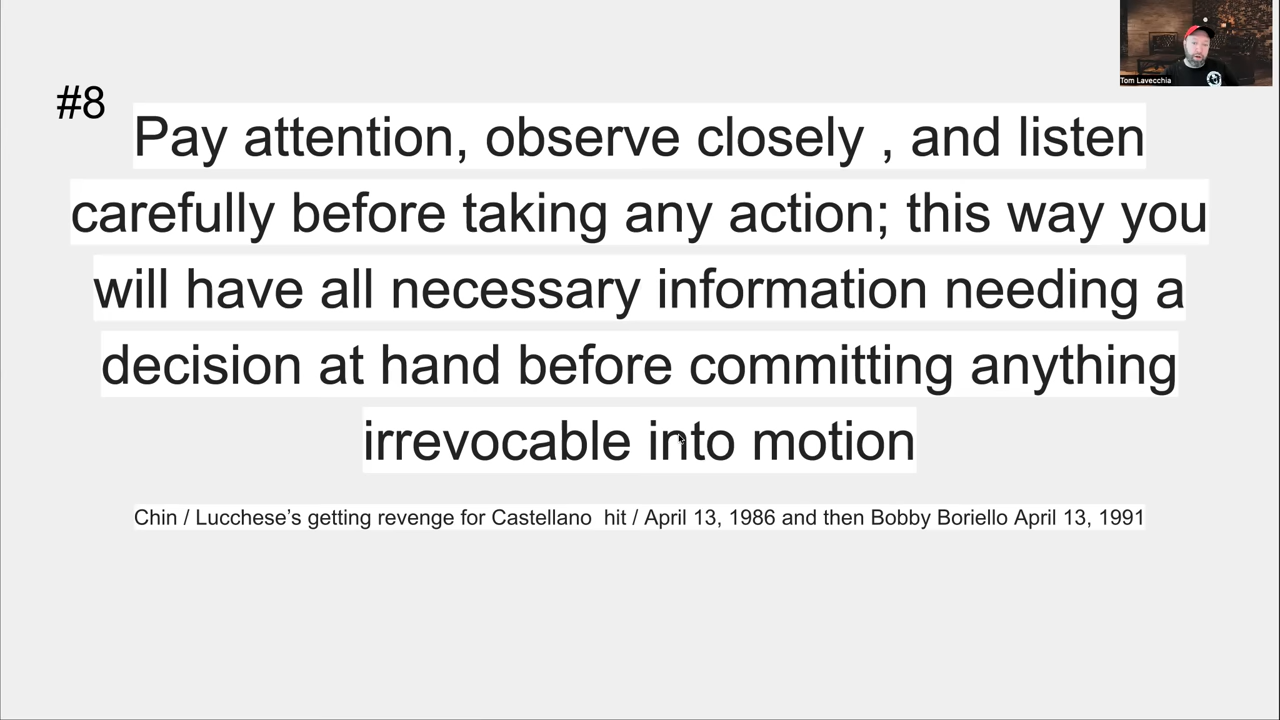 Tom Lavecchia
#8
Pay attention, observe closely , and listen
carefully before taking any action; this way you
will have all necessary information needing a
decision at hand before committing anything
irrevocable into motion
Chin / Lucchese’s getting revenge for Castellano  hit / April 13, 1986 and then Bobby Boriello April 13, 1991